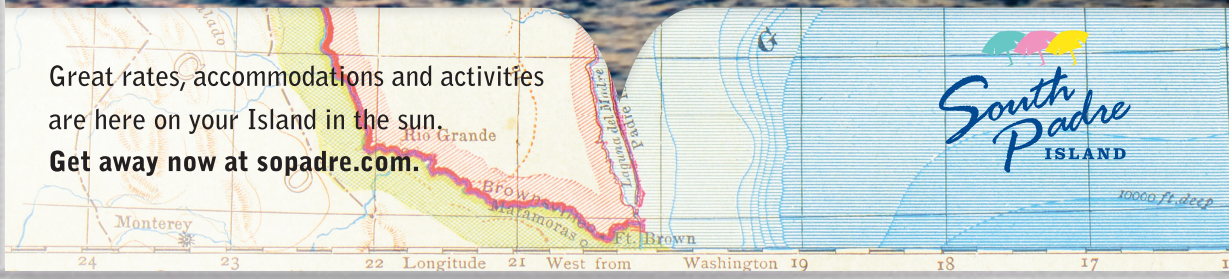 Great rates, accommodations and activities
are here on your Island in the sun.
Get away now at sopadre.com.
South
Padre
ISLAND
G
Rio Grande
Laguna del Madre
Padre I
Brownsville
Matamoras
Ft. Brown
Monterey
10000 ft. deep
24 23 22 Longitude 21 West from Washington 19 18 17